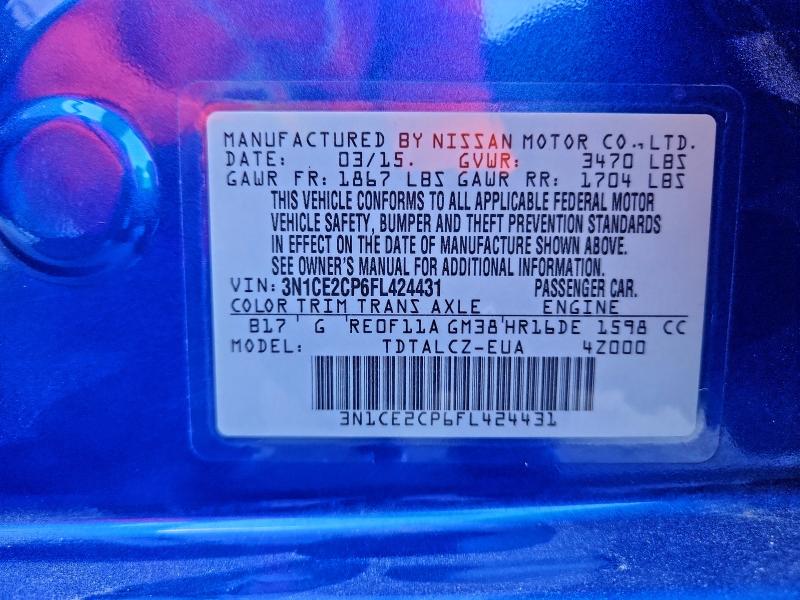 MANUFACTURED BY NISSAN MOTOR CO., LTD.
DATE: 03/15. GVWR: 3470 LBS
GAWR FR: 1867 LBS GAWR RR: 1704 LBS
THIS VEHICLE CONFORMS TO ALL APPLICABLE FEDERAL MOTOR
VEHICLE SAFETY, BUMPER AND THEFT PREVENTION STANDARDS
IN EFFECT ON THE DATE OF MANUFACTURE SHOWN ABOVE.
SEE OWNER'S MANUAL FOR ADDITIONAL INFORMATION.
VIN: 3N1CE2CP6FL424431 PASSENGER CAR.
COLOR TRIM TRANS AXLE ENGINE
B17 G RE0F11A GM38 HR16DE 1598 CC
MODEL: TDTALCZ-EUA 4Z000
3N1CE2CP6FL424431